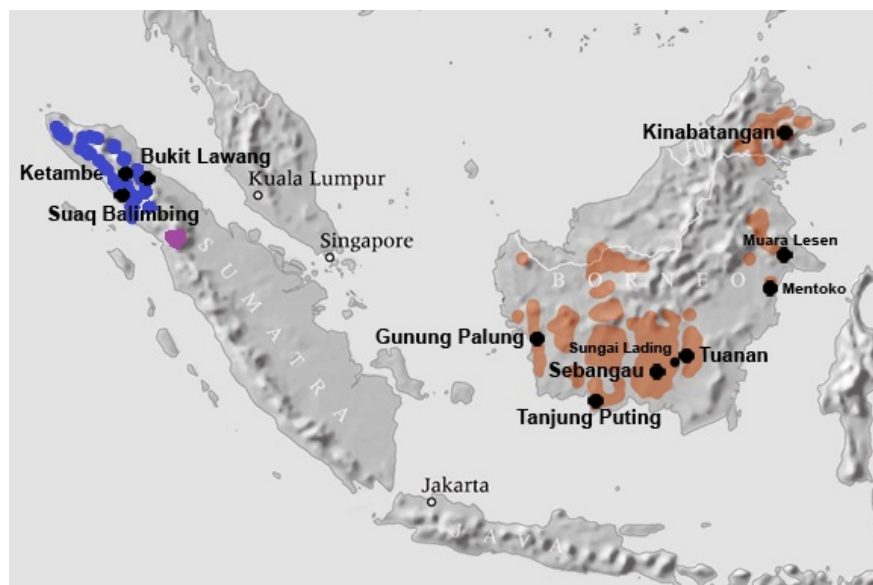 Kinabatangan
Bukit Lawang
Ketambe
Kuala Lumpur
Suaq Balimbing
Singapore
Muara Lesen
SUMATRA
BORNEO
Mentoko
Gunung Palung
Sungai Lading
Tuanan
Sebangau
Tanjung Puting
Jakarta
JAVA